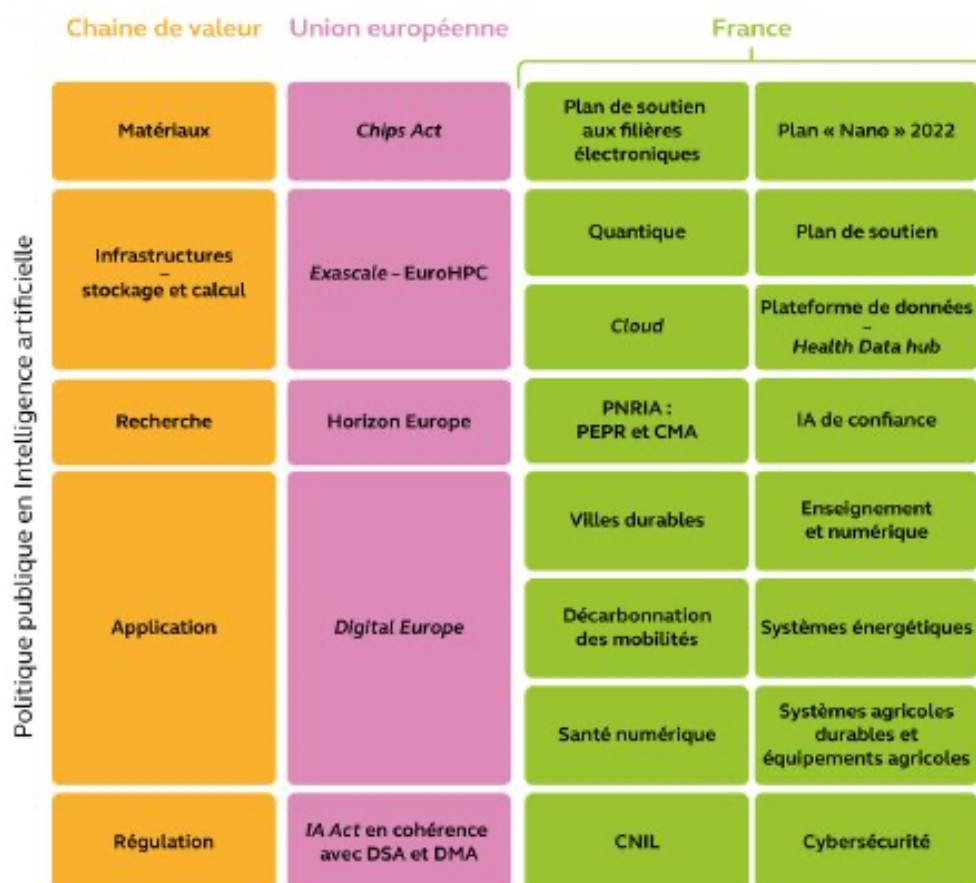 Chaine de valeur
Union européenne
France
Politique publique en Intelligence artificielle
Matériaux
Chips Act
Plan de soutien
aux filières
électroniques
Plan « Nano » 2022
Infrastructures
–
stockage et calcul
Exascale – EuroHPC
Quantique
Plan de soutien
Cloud
Plateforme de données
–
Health Data hub
Recherche
Horizon Europe
PNRIA :
PEPR et CMA
IA de confiance
Application
Digital Europe
Villes durables
Enseignement
et numérique
Décarbonnation
des mobilités
Systèmes énergétiques
Santé numérique
Systèmes agricoles
durables et
équipements agricoles
Régulation
IA Act en cohérence
avec DSA et DMA
CNIL
Cybersécurité